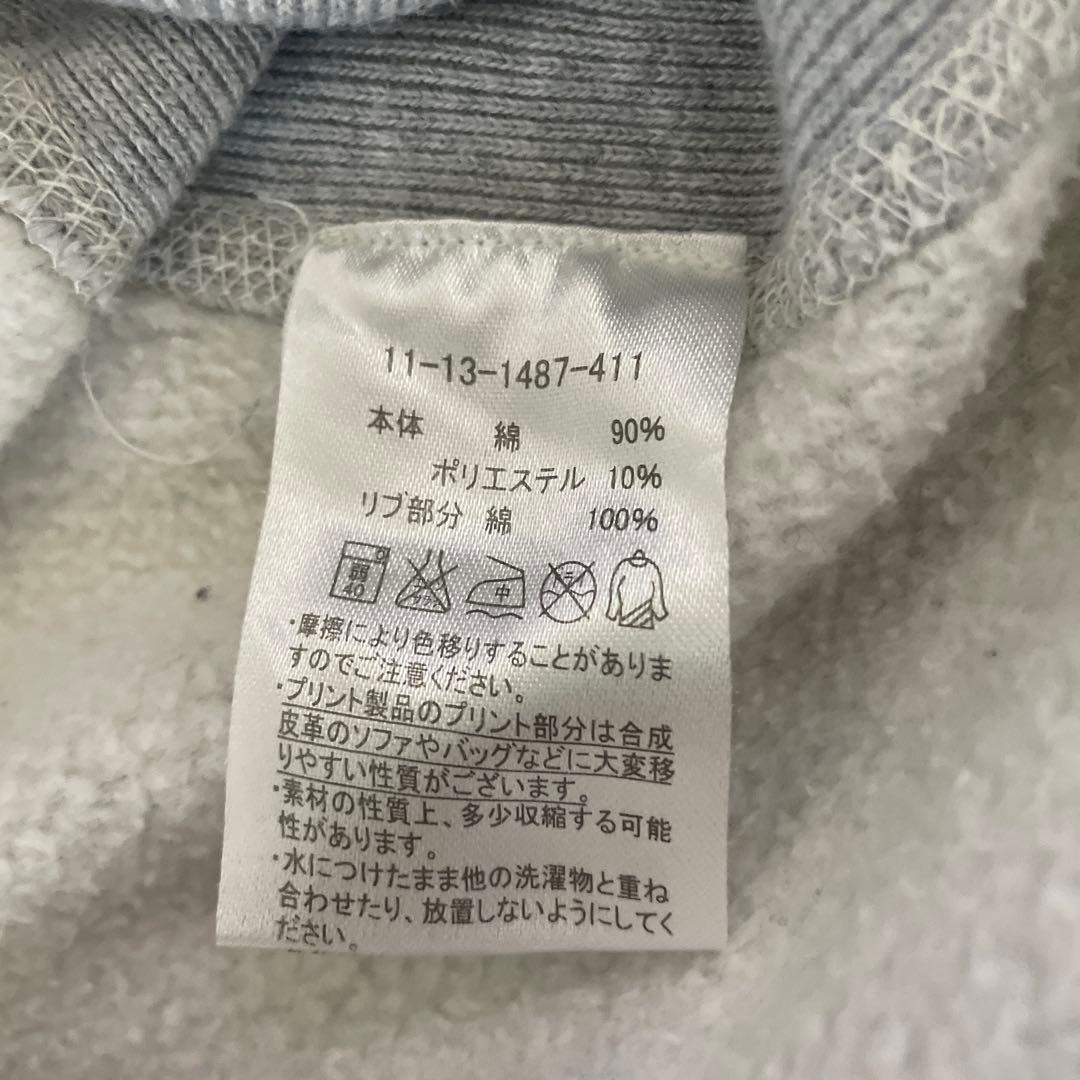 11-13-1487-411
本体 綿 90%
ポリエステル 10%
リブ部分 綿 100%
弱 40 中
・摩擦により色移りすることがありま
すのでご注意ください。
・プリント製品のプリント部分は合成
皮革のソファやバッグなどに大変移
りやすい性質がございます。
・素材の性質上、多少収縮する可能
性があります。
・水につけたまま他の洗濯物と重ね
合わせたり、放置しないようにしてく
ださい。